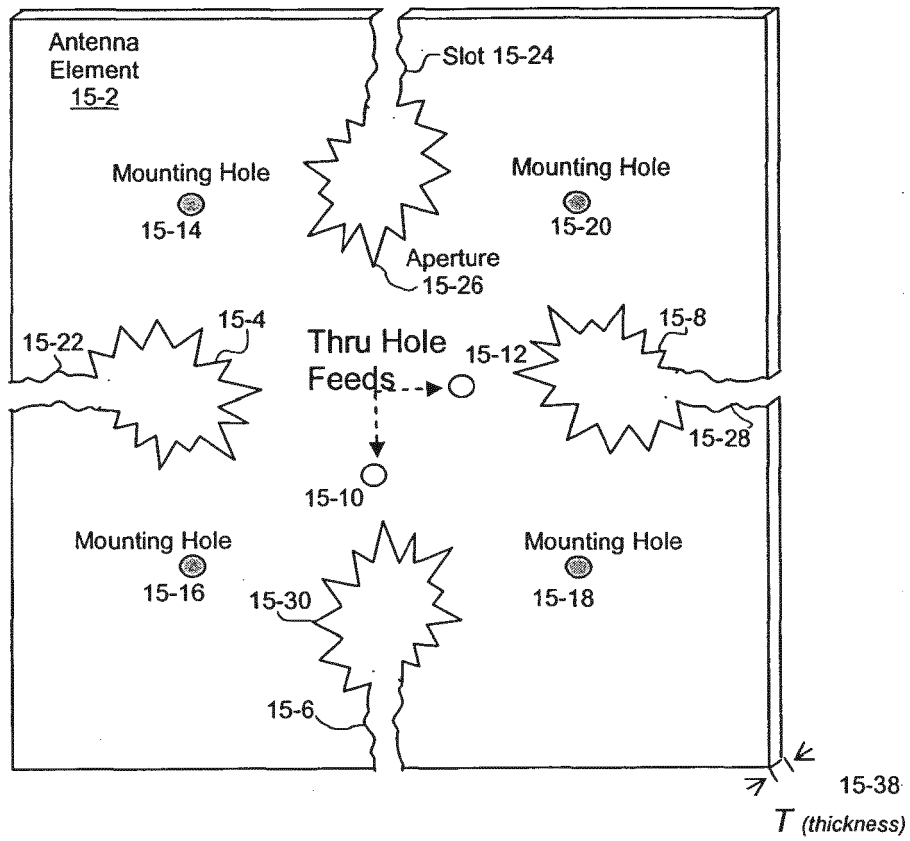 Antenna
Element
15-2
Slot 15-24
Mounting Hole
15-14
Mounting Hole
15-20
Aperture
15-26
15-22
15-4
Thru Hole
Feeds
15-12
15-8
15-28
15-10
Mounting Hole
15-16
Mounting Hole
15-18
15-30
15-6
15-38
T (thickness)